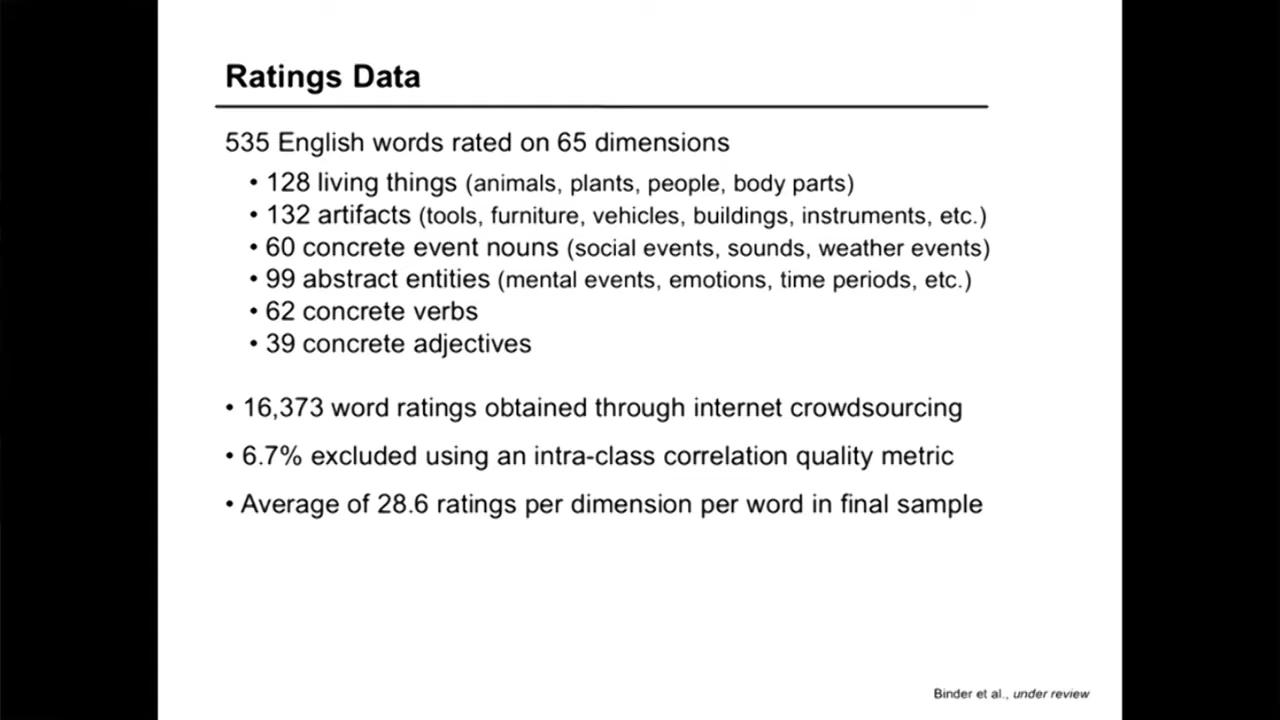 Ratings Data
535 English words rated on 65 dimensions
• 128 living things (animals, plants, people, body parts)
• 132 artifacts (tools, furniture, vehicles, buildings, instruments, etc.)
• 60 concrete event nouns (social events, sounds, weather events)
• 99 abstract entities (mental events, emotions, time periods, etc.)
• 62 concrete verbs
• 39 concrete adjectives
• 16,373 word ratings obtained through internet crowdsourcing
• 6.7% excluded using an intra-class correlation quality metric
• Average of 28.6 ratings per dimension per word in final sample
Binder et al., under review